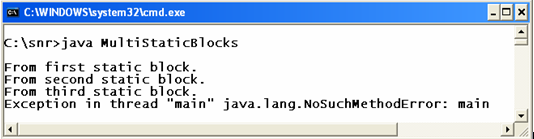 C:\WINDOWS\system32\cmd.exe
C:\snr>java MultiStaticBlocks
From first static block.
From second static block.
From third static block.
Exception in thread "main" java.lang.NoSuchMethodError: main